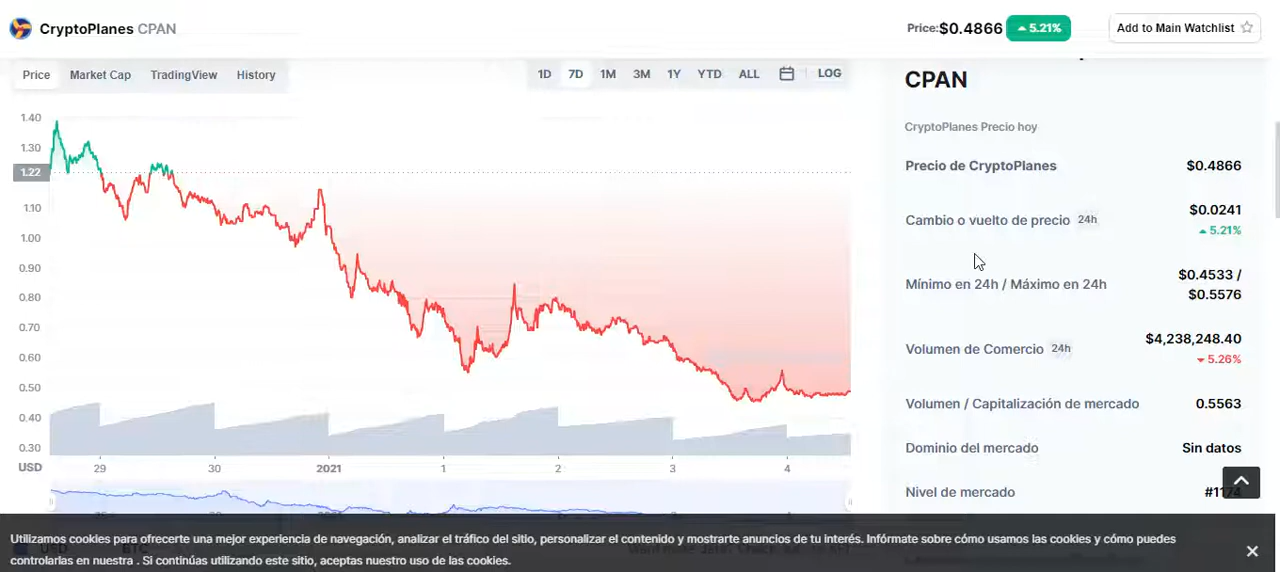 CryptoPlanes CPAN
Price:$0.4866 5.21%
Add to Main Watchlist
Price Market Cap TradingView History
1D 7D 1M 3M 1Y YTD ALL LOG
1.40
1.30
1.22
1.10
1.00
0.90
0.80
0.70
0.60
0.50
0.40
0.30
USD 29 30 2021 1 2 3 4
CPAN
CryptoPlanes Precio hoy
Precio de CryptoPlanes $0.4866
Cambio o vuelto de precio 24h $0.0241
5.21%
Mínimo en 24h / Máximo en 24h $0.4533 /
$0.5576
Volumen de Comercio 24h $4,238,248.40
5.26%
Volumen / Capitalización de mercado 0.5563
Dominio del mercado Sin datos
Nivel de mercado #1174
USD BTC
Utilizamos cookies para ofrecerte una mejor experiencia de navegación, analizar el tráfico del sitio, personalizar el contenido y mostrarte anuncios de tu interés. Infórmate sobre cómo usamos las cookies y cómo puedes
controlarlas en nuestra . Si continúas utilizando este sitio, aceptas nuestro uso de las cookies.